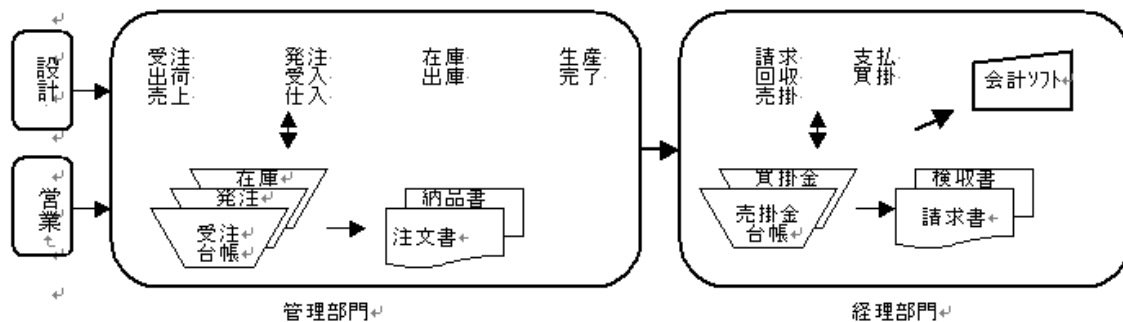 設計
営業
受注
出荷
売上
発注
受入
仕入
在庫
出庫
生産
完了
在庫
発注
受注
台帳
納品書
注文書
管理部門
請求
回収
売掛
支払
買掛
会計ソフト
買掛金
売掛金
台帳
検収書
請求書
経理部門